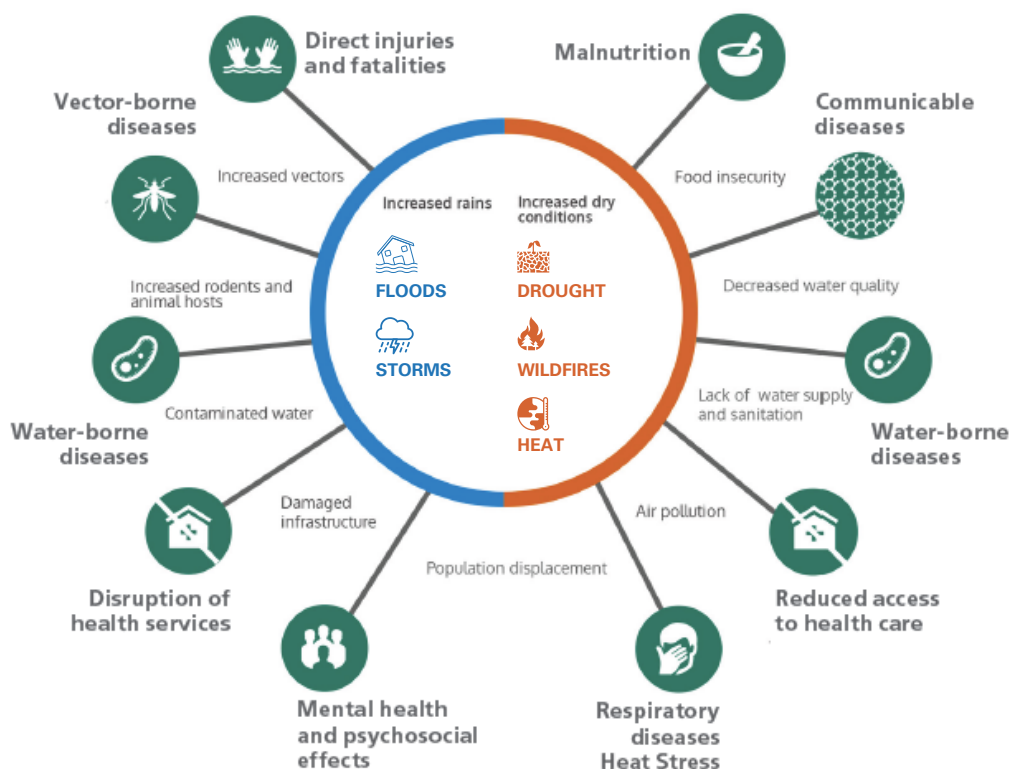 Direct injuries
and fatalities
Malnutrition
Vector-borne
diseases
Communicable
diseases
Increased vectors
Food insecurity
Increased rains
Increased dry
conditions
FLOODS
DROUGHT
Increased rodents and
animal hosts
Decreased water quality
STORMS
WILDFIRES
Contaminated water
Lack of water supply
and sanitation
Water-borne
diseases
Water-borne
diseases
HEAT
Damaged
infrastructure
Air pollution
Population displacement
Disruption of
health services
Reduced access
to health care
Mental health
and psychosocial
effects
Respiratory
diseases
Heat Stress